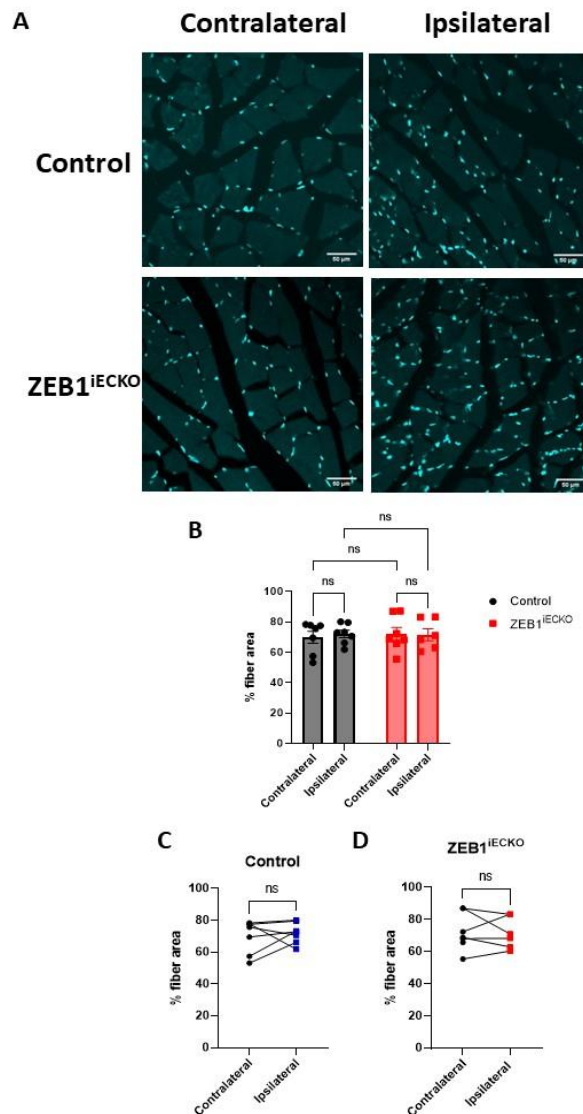 A
Contralateral Ipsilateral
Control
50 µm
50 µm
ZEB1iECKO
50 µm
50 µm
B
ns
ns
ns ns
100
80
60
40
20
0
% fiber area
Contralateral
Ipsilateral
Contralateral
Ipsilateral
Control
ZEB1iECKO
C
Control
ns
100
80
60
40
20
0
% fiber area
Contralateral
Ipsilateral
D
ZEB1iECKO
ns
100
80
60
40
20
0
% fiber area
Contralateral
Ipsilateral